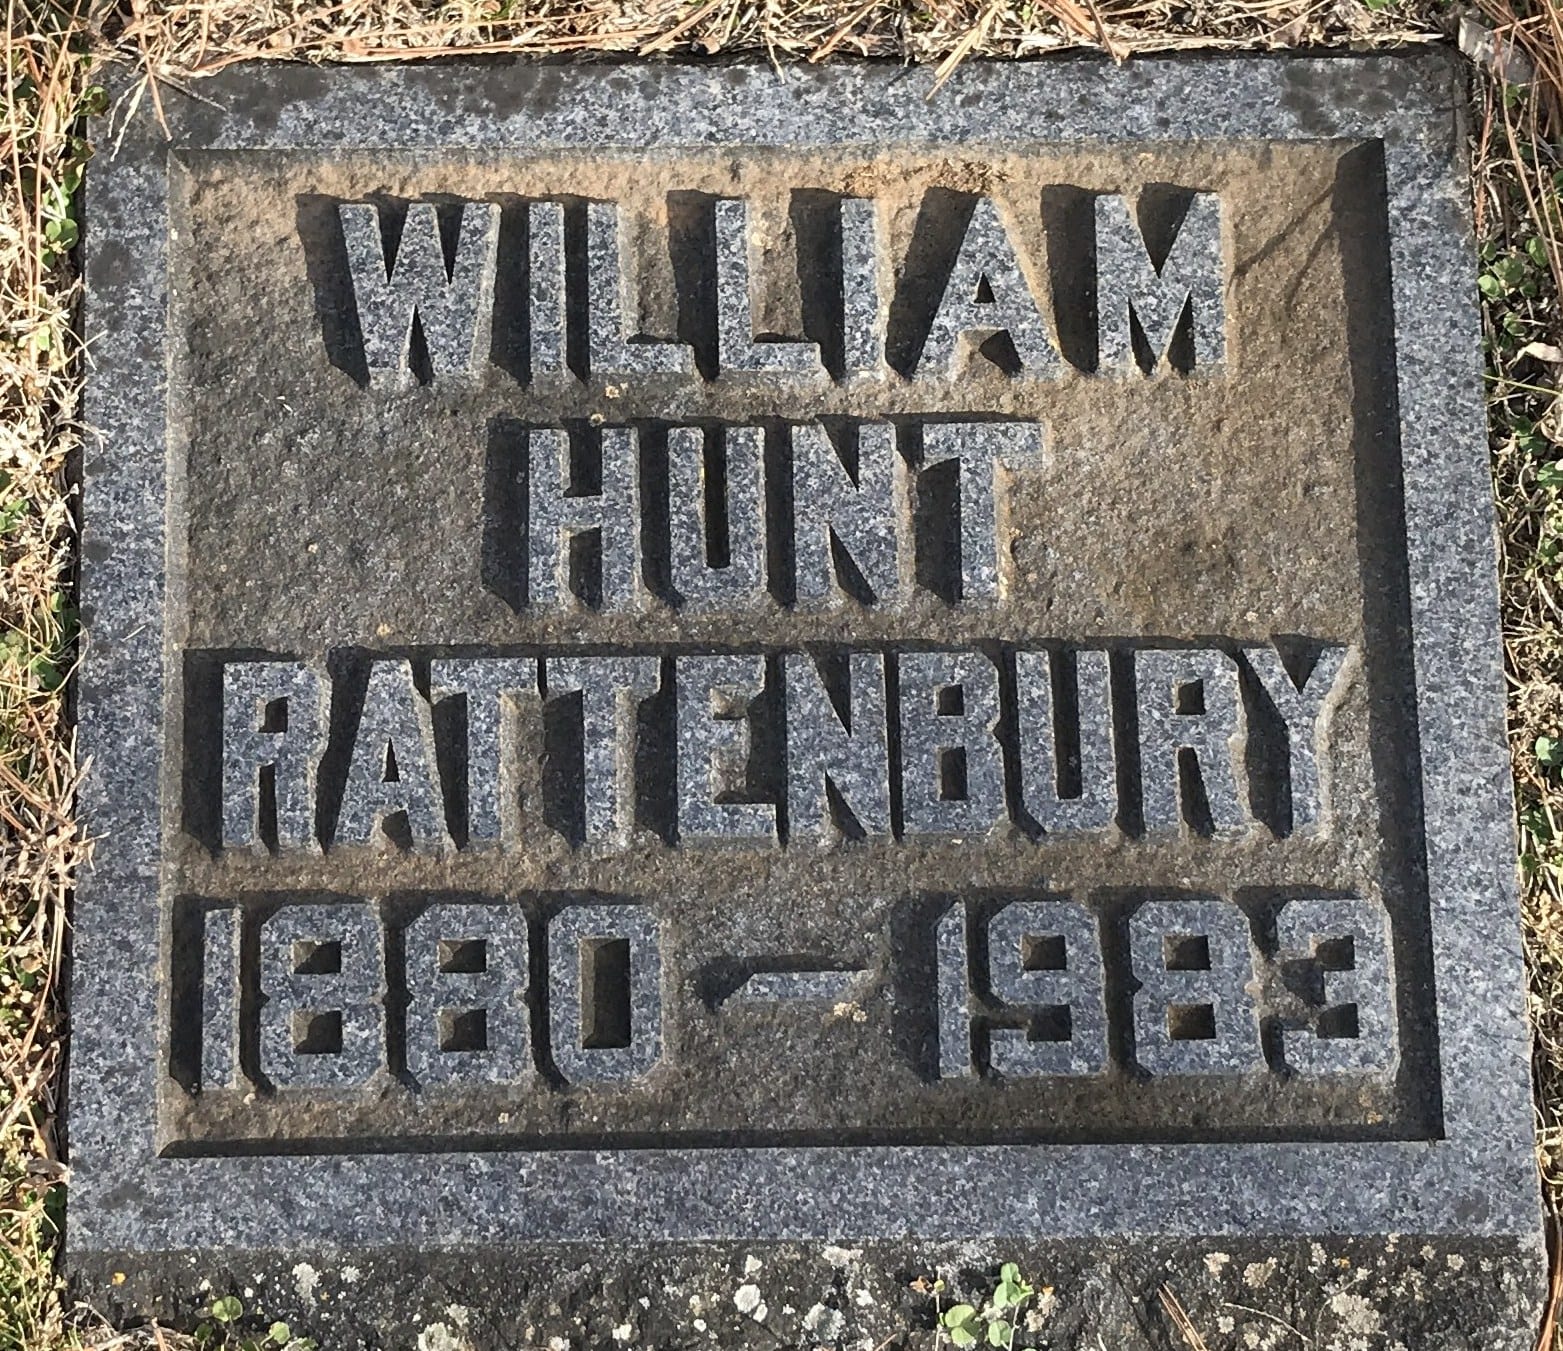 WILLIAM
HUNT
RATTENBURY
1880 – 1983